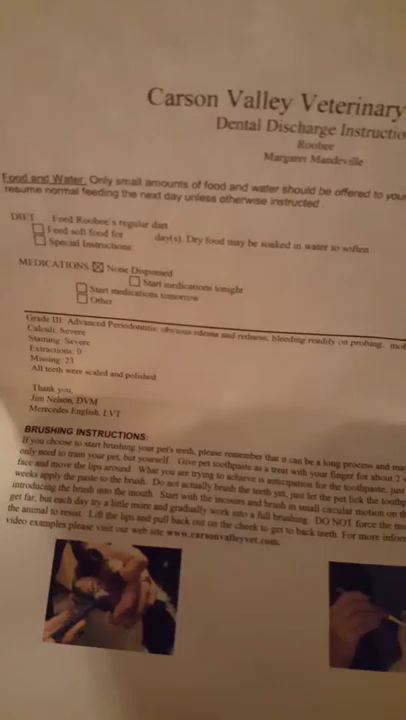 Carson Valley Veterinary
Dental Discharge Instructio
Roobee
Margaret Mandeville
Food and Water: Only small amounts of food and water should be offered to your
resume normal feeding the next day unless otherwise instructed.
DIET: Feed Roobee's regular diet
Feed soft food for day(s). Dry food may be soaked in water to soften
Special Instructions:
MEDICATIONS: None Dispensed
Start medications tonight
Start medications tomorrow
Other
Grade III: Advanced Periodontitis: obvious edema and redness, bleeding readily on probing, mob
Calculi: Severe
Staining: Severe
Extractions: 0
Missing: 23
All teeth were scaled and polished
Thank you,
Jim Nelson, DVM
Mercedes English, LVT
BRUSHING INSTRUCTIONS:
If you choose to start brushing your pet's teeth, please remember that it can be a long process and
only need to train your pet, but yourself. Give pet toothpaste as a treat with your finger for about 2
face and move the lips around. What you are trying to achieve is anticipation for the toothpaste, just
weeks apply the paste to the brush. Do not actually brush the teeth yet, just let the pet lick the toothp
introducing the brush into the mouth. Start with the incisors and brush in small circular motion on th
get far, but each day try a little more and gradually work into a full brushing. DO NOT force the mo
the animal to resist. Lift the lips and pull back out on the cheek to get to back teeth. For more inform
video examples please visit our web site www.carsonvalleyvet.com.